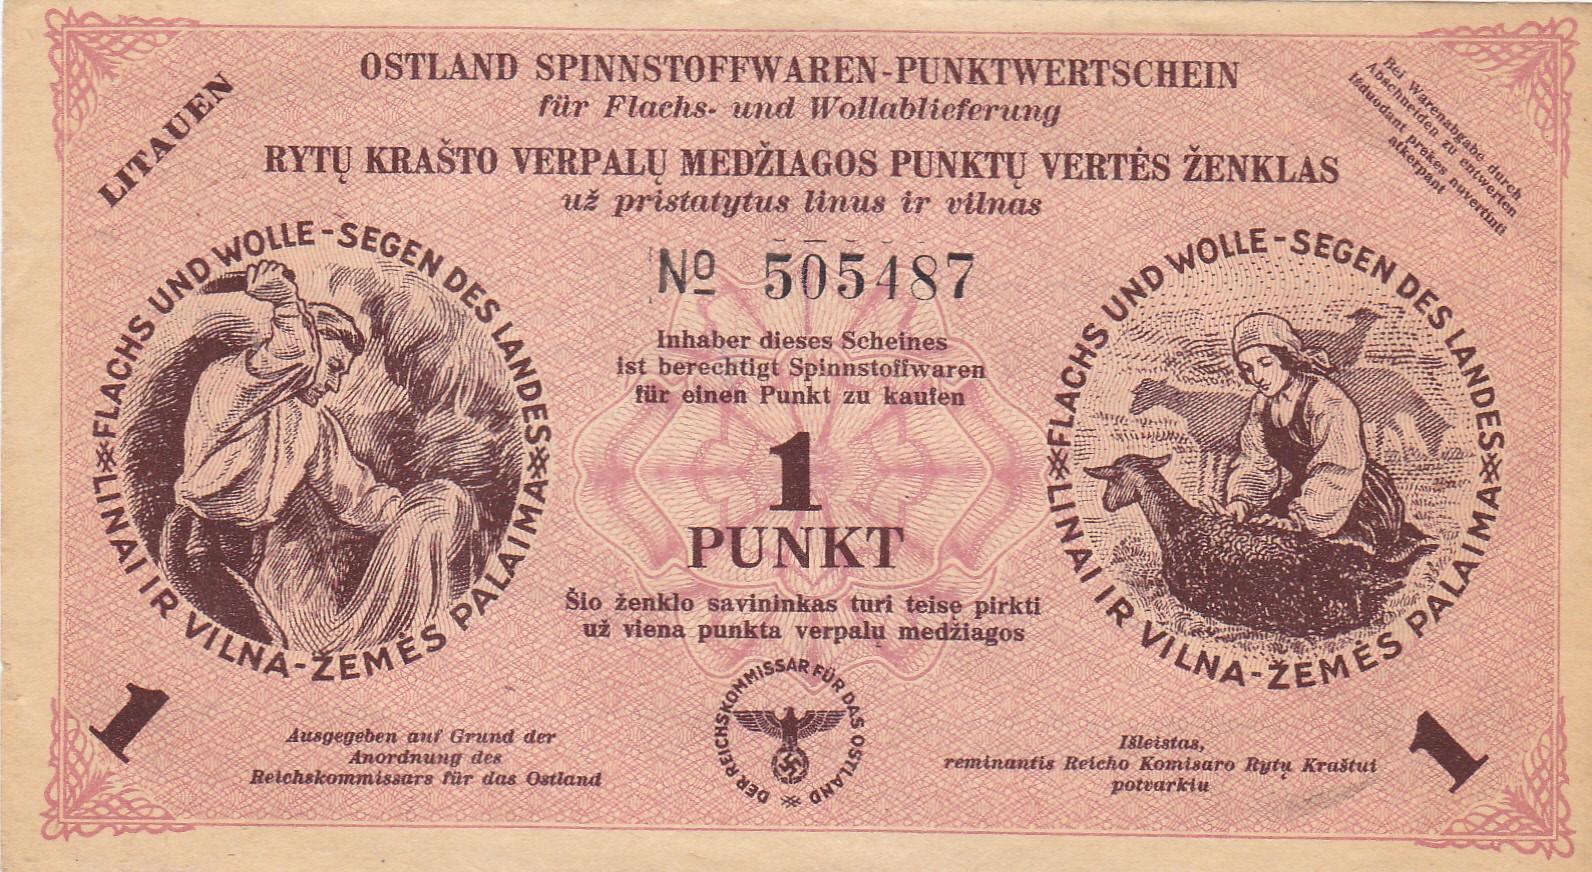 LITAUEN
OSTLAND SPINNSTOFFWAREN-PUNKTWERTSCHEIN
für Flachs- und Wollablieferung
RYTŲ KRAŠTO VERPALŲ MEDŽIAGOS PUNKTŲ VERTĖS ŽENKLAS
už pristatytus linus ir vilnas
Bei Warenabgabe durch
Abschneiden zu entwerten
Išduodant prekes nuvertinti
atkerpant
No 505487
FLACHS UND WOLLE-SEGEN DES LANDES
LINAI IR VILNA-ŽEMĖS PALAIMA
Inhaber dieses Scheines
ist berechtigt Spinnstoffwaren
für einen Punkt zu kaufen
1
PUNKT
Šio ženklo savininkas turi teisę pirkti
už viena punkta verpalų medžiagos
FLACHS UND WOLLE-SEGEN DES LANDES
LINAI IR VILNA-ŽEMĖS PALAIMA
1
Ausgegeben auf Grund der
Anordnung des
Reichskommissars für das Ostland
DER REICHSKOMMISSAR FÜR DAS OSTLAND
Išleistas,
reminantis Reicho Komisaro Rytų Kraštui
potvarkiu
1